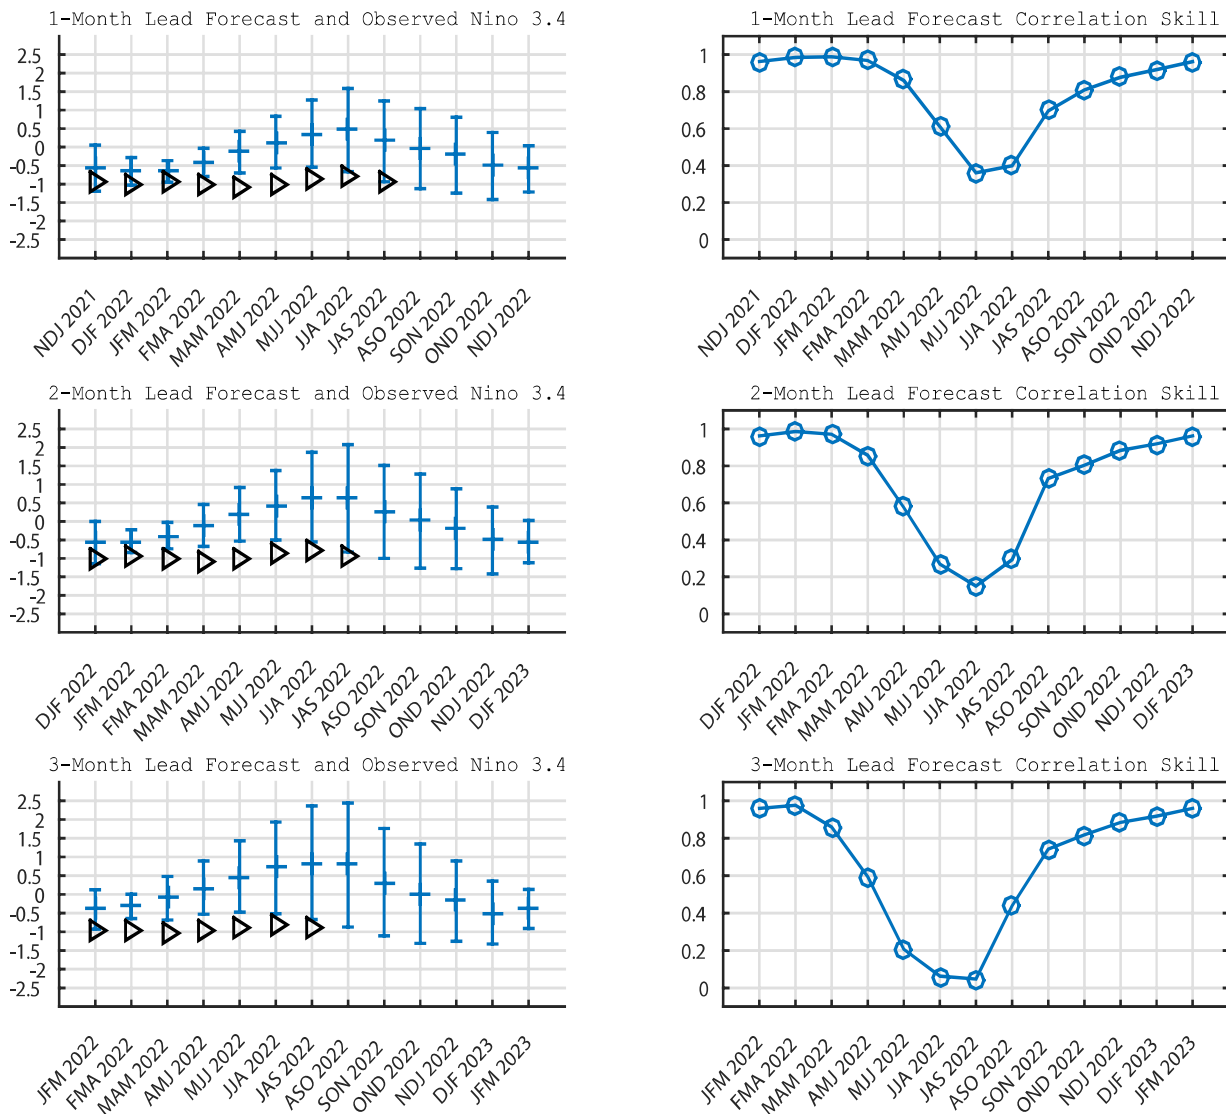 1-Month Lead Forecast and Observed Nino 3.4
2.5
2
1.5
1
0.5
0
-0.5
-1
-1.5
-2
-2.5
NDJ 2021
DJF 2022
JFM 2022
FMA 2022
MAM 2022
AMJ 2022
MJJ 2022
JJA 2022
JAS 2022
ASO 2022
SON 2022
OND 2022
NDJ 2022
1-Month Lead Forecast Correlation Skill
1
0.8
0.6
0.4
0.2
0
NDJ 2021
DJF 2022
JFM 2022
FMA 2022
MAM 2022
AMJ 2022
MJJ 2022
JJA 2022
JAS 2022
ASO 2022
SON 2022
OND 2022
NDJ 2022
2-Month Lead Forecast and Observed Nino 3.4
2.5
2
1.5
1
0.5
0
-0.5
-1
-1.5
-2
-2.5
DJF 2022
JFM 2022
FMA 2022
MAM 2022
AMJ 2022
MJJ 2022
JJA 2022
JAS 2022
ASO 2022
SON 2022
OND 2022
NDJ 2022
DJF 2023
2-Month Lead Forecast Correlation Skill
1
0.8
0.6
0.4
0.2
0
DJF 2022
JFM 2022
FMA 2022
MAM 2022
AMJ 2022
MJJ 2022
JJA 2022
JAS 2022
ASO 2022
SON 2022
OND 2022
NDJ 2022
DJF 2023
3-Month Lead Forecast and Observed Nino 3.4
2.5
2
1.5
1
0.5
0
-0.5
-1
-1.5
-2
-2.5
JFM 2022
FMA 2022
MAM 2022
AMJ 2022
MJJ 2022
JJA 2022
JAS 2022
ASO 2022
SON 2022
OND 2022
NDJ 2022
DJF 2023
JFM 2023
3-Month Lead Forecast Correlation Skill
1
0.8
0.6
0.4
0.2
0
JFM 2022
FMA 2022
MAM 2022
AMJ 2022
MJJ 2022
JJA 2022
JAS 2022
ASO 2022
SON 2022
OND 2022
NDJ 2022
DJF 2023
JFM 2023